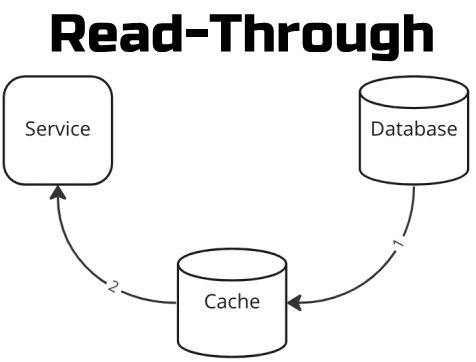 Read-Through
Service
Database
1
2
Cache